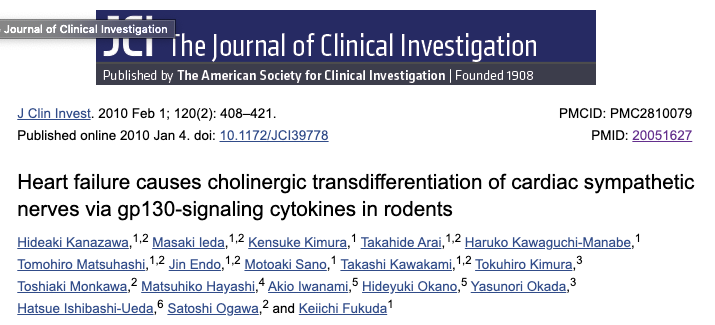 Journal of Clinical Investigation
JCI The Journal of Clinical Investigation
Published by The American Society for Clinical Investigation | Founded 1908
J Clin Invest. 2010 Feb 1; 120(2): 408–421.
PMCID: PMC2810079
Published online 2010 Jan 4. doi: 10.1172/JCI39778
PMID: 20051627
Heart failure causes cholinergic transdifferentiation of cardiac sympathetic
nerves via gp130-signaling cytokines in rodents
Hideaki Kanazawa,1,2 Masaki Ieda,1,2 Kensuke Kimura,1 Takahide Arai,1,2 Haruko Kawaguchi-Manabe,1
Tomohiro Matsuhashi,1,2 Jin Endo,1,2 Motoaki Sano,1 Takashi Kawakami,1,2 Tokuhiro Kimura,3
Toshiaki Monkawa,2 Matsuhiko Hayashi,4 Akio Iwanami,5 Hideyuki Okano,5 Yasunori Okada,3
Hatsue Ishibashi-Ueda,6 Satoshi Ogawa,2 and Keiichi Fukuda1